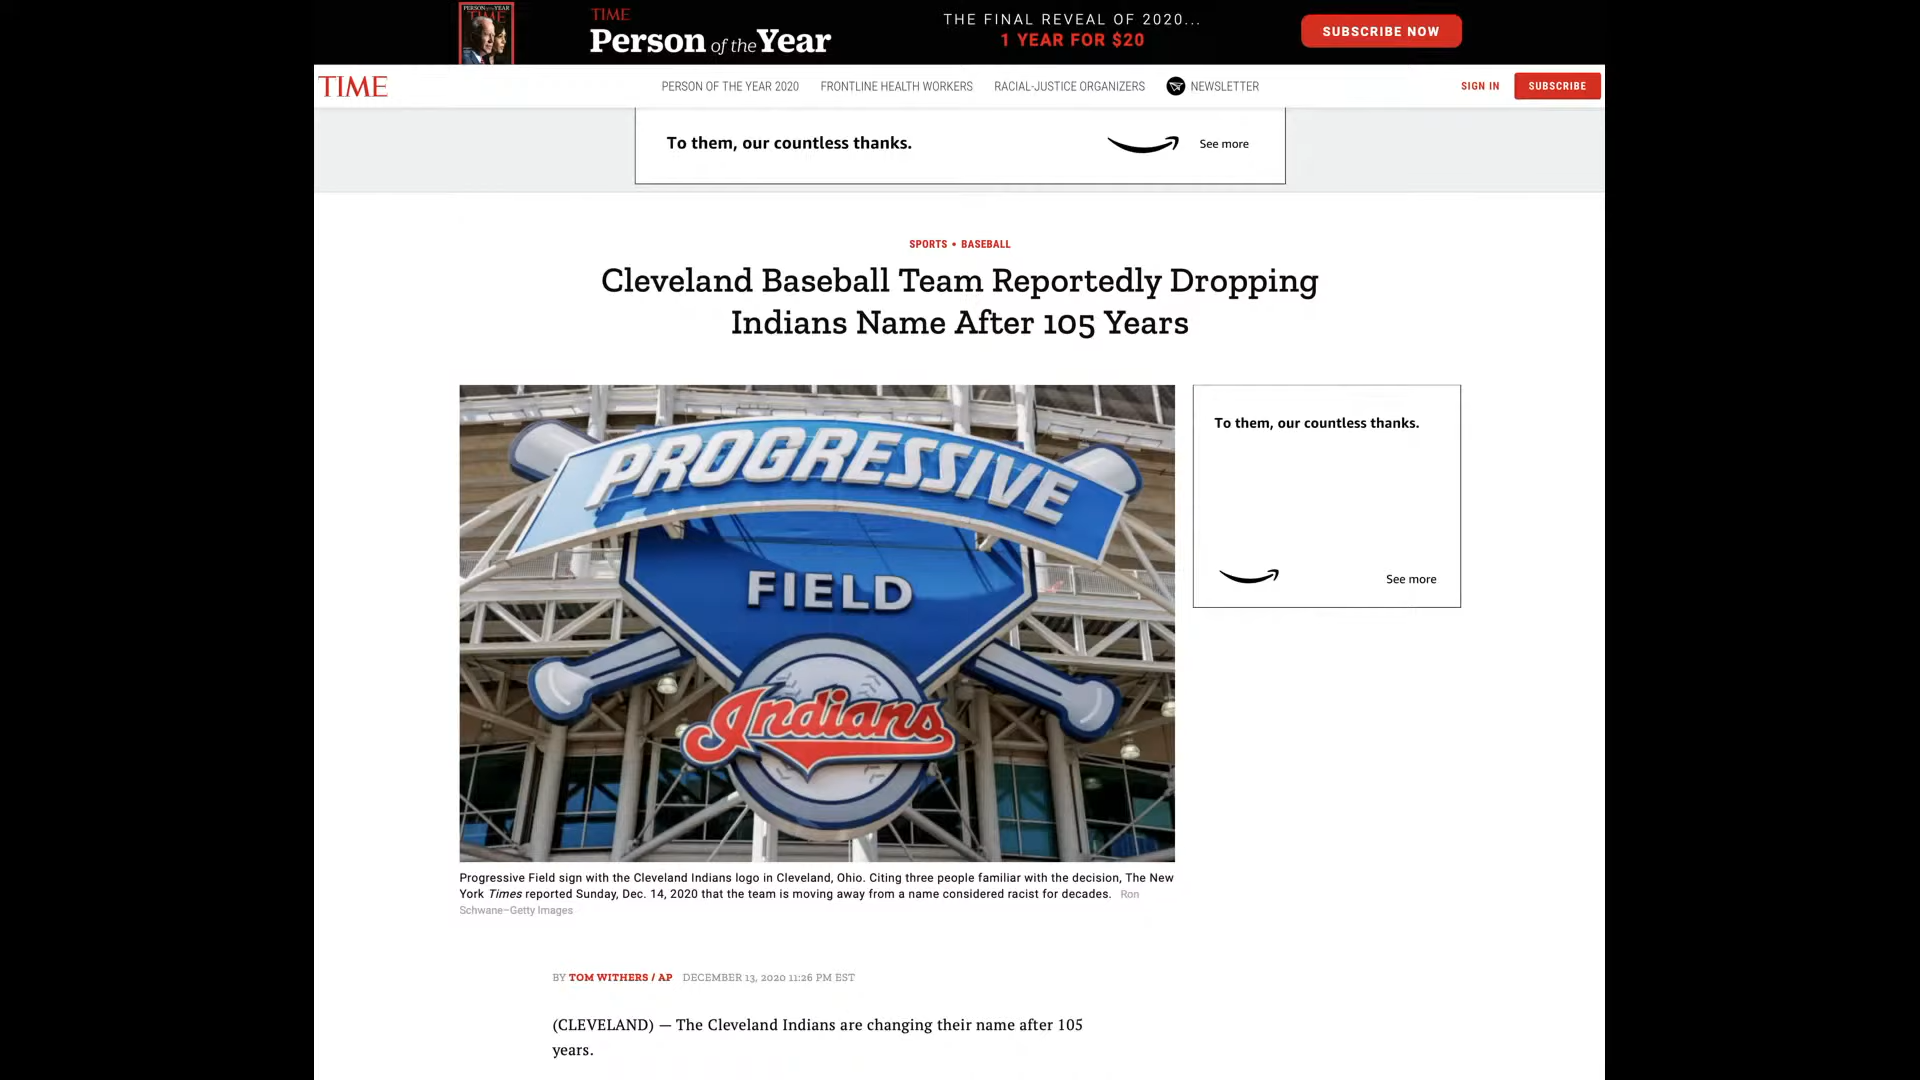 PERSON of the YEAR
TIME
TIME
Person of the Year
THE FINAL REVEAL OF 2020...
1 YEAR FOR $20
SUBSCRIBE NOW
TIME
PERSON OF THE YEAR 2020
FRONTLINE HEALTH WORKERS
RACIAL-JUSTICE ORGANIZERS
NEWSLETTER
SIGN IN
SUBSCRIBE
To them, our countless thanks.
See more
SPORTS • BASEBALL
Cleveland Baseball Team Reportedly Dropping
Indians Name After 105 Years
PROGRESSIVE
FIELD
Indians
To them, our countless thanks.
See more
Progressive Field sign with the Cleveland Indians logo in Cleveland, Ohio. Citing three people familiar with the decision, The New
York Times reported Sunday, Dec. 14, 2020 that the team is moving away from a name considered racist for decades. Ron
Schwane–Getty Images
BY TOM WITHERS / AP DECEMBER 13, 2020 11:26 PM EST
(CLEVELAND) — The Cleveland Indians are changing their name after 105
years.